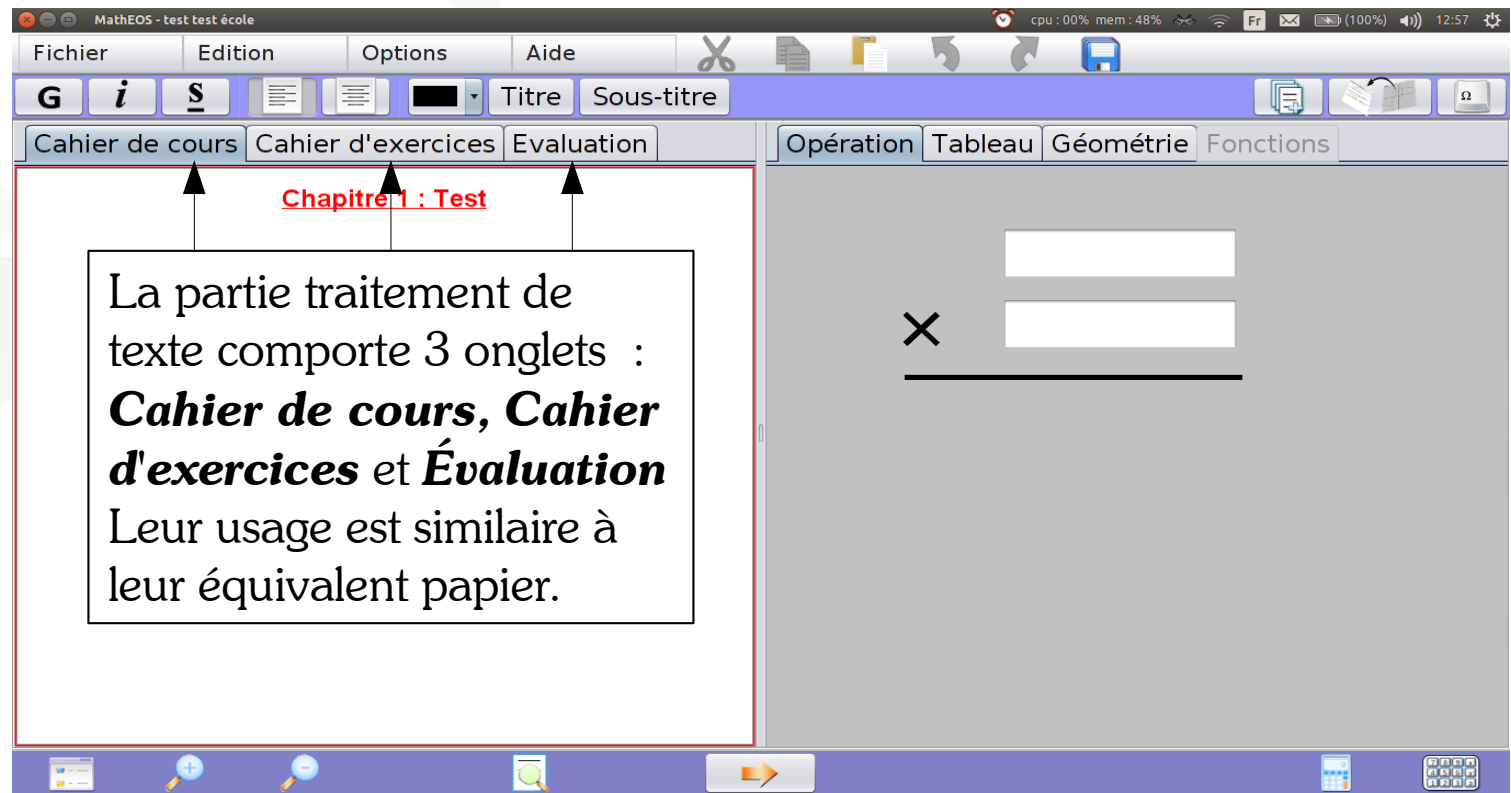 MathEOS - test test école
cpu : 00% mem : 48% Fr (100%) 12:57
Fichier Edition Options Aide
G i S Titre Sous-titre Ω
Cahier de cours Cahier d'exercices Evaluation Opération Tableau Géométrie Fonctions
Chapitre 1 : Test
La partie traitement de
texte comporte 3 onglets :
Cahier de cours, Cahier
d'exercices et Évaluation
Leur usage est similaire à
leur équivalent papier.
×